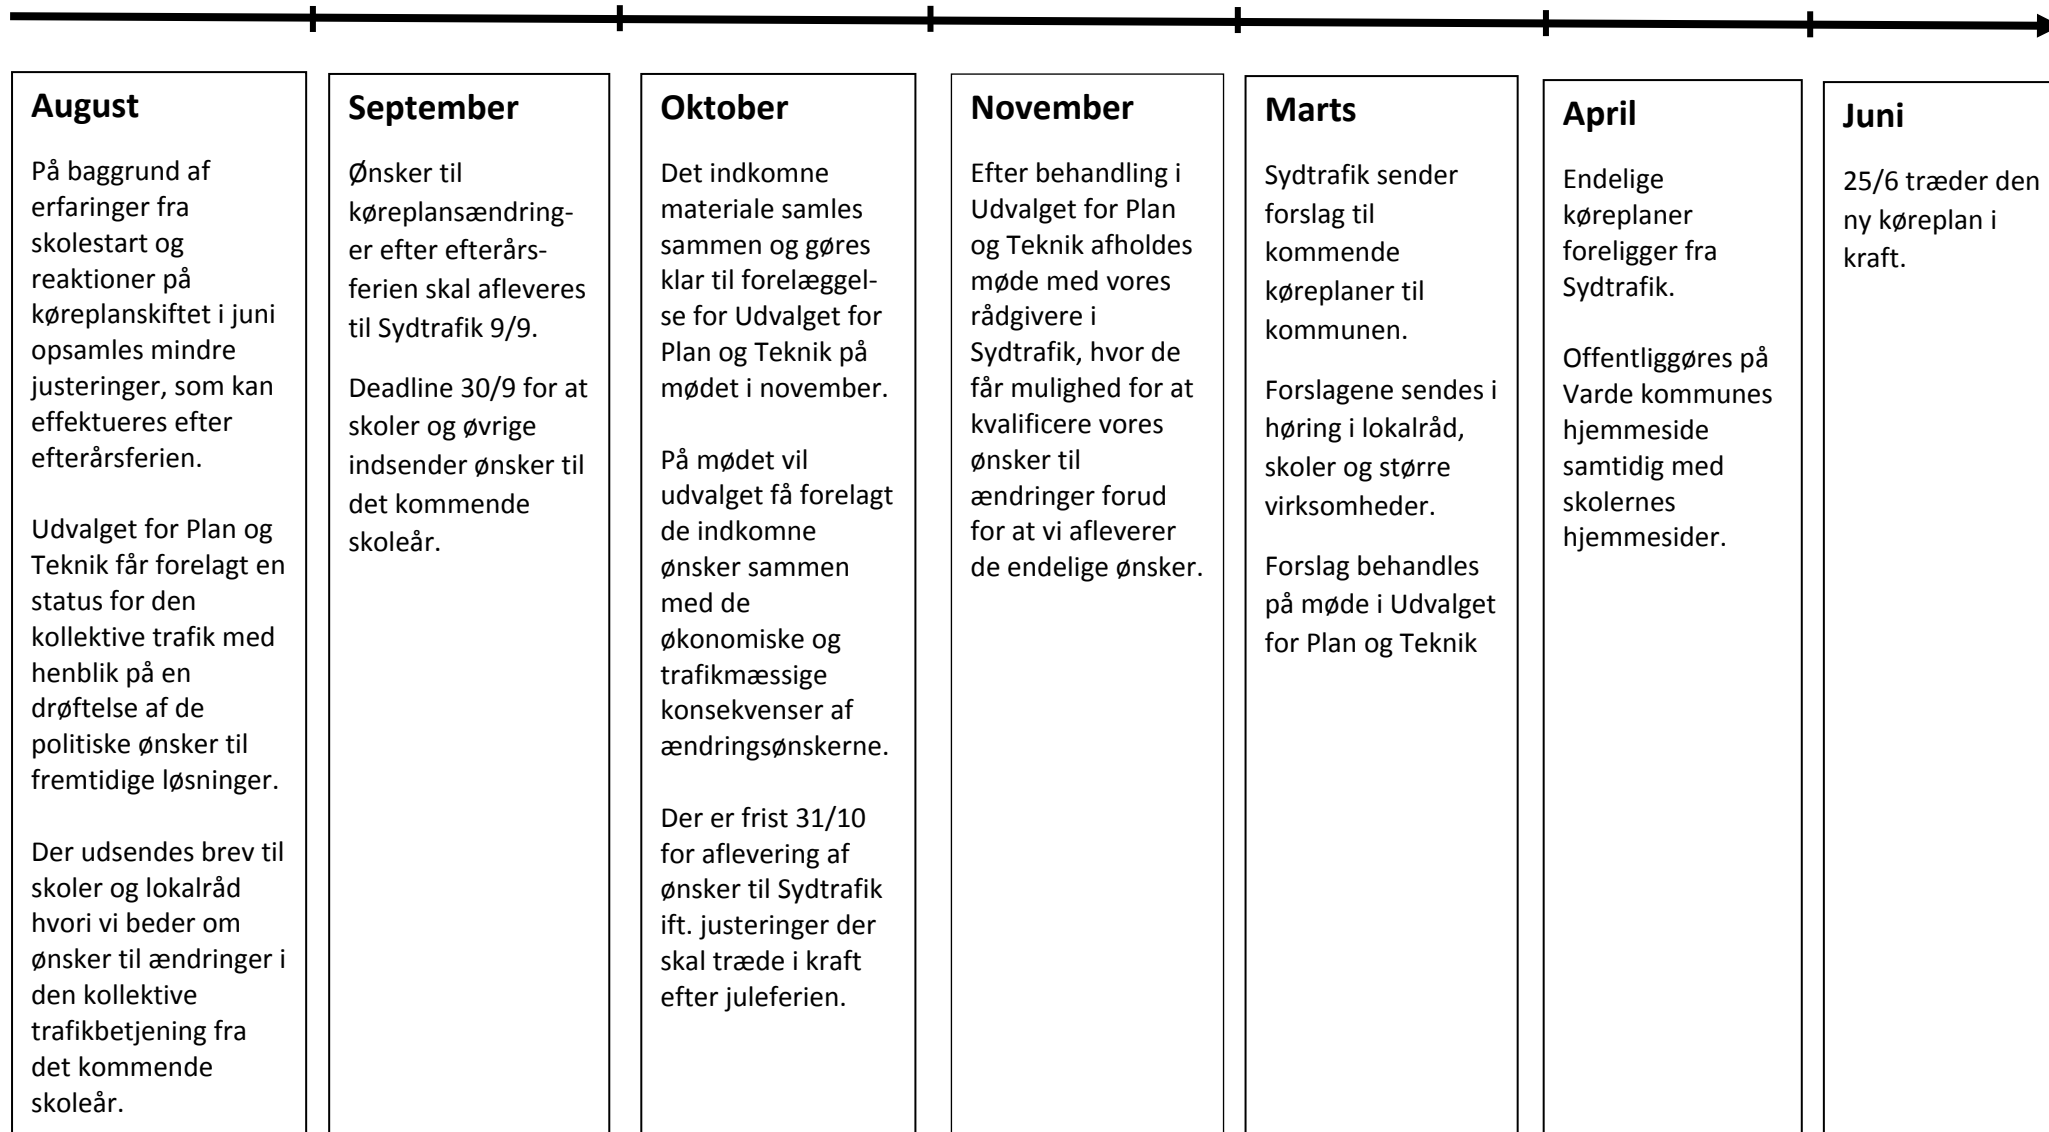 August
På baggrund af
erfaringer fra
skolestart og
reaktioner på
køreplanskiftet i juni
opsamles mindre
justeringer, som kan
effektueres efter
efterårsferien.
Udvalget for Plan og
Teknik får forelagt en
status for den
kollektive trafik med
henblik på en
drøftelse af de
politiske ønsker til
fremtidige løsninger.
Der udsendes brev til
skoler og lokalråd
hvori vi beder om
ønsker til ændringer i
den kollektive
trafikbetjening fra
det kommende
skoleår.
September
Ønsker til
køreplansændring-
er efter efterårs-
ferien skal afleveres
til Sydtrafik 9/9.
Deadline 30/9 for at
skoler og øvrige
indsender ønsker til
det kommende
skoleår.
Oktober
Det indkomne
materiale samles
sammen og gøres
klar til forelæggel-
se for Udvalget for
Plan og Teknik på
mødet i november.
På mødet vil
udvalget få forelagt
de indkomne
ønsker sammen
med de
økonomiske og
trafikmæssige
konsekvenser af
ændringsønskerne.
Der er frist 31/10
for aflevering af
ønsker til Sydtrafik
ift. justeringer der
skal træde i kraft
efter juleferien.
November
Efter behandling i
Udvalget for Plan
og Teknik afholdes
møde med vores
rådgivere i
Sydtrafik, hvor de
får mulighed for at
kvalificere vores
ønsker til
ændringer forud
for at vi afleverer
de endelige ønsker.
Marts
Sydtrafik sender
forslag til
kommende
køreplaner til
kommunen.
Forslagene sendes i
høring i lokalråd,
skoler og større
virksomheder.
Forslag behandles
på møde i Udvalget
for Plan og Teknik
April
Endelige
køreplaner
foreligger fra
Sydtrafik.
Offentliggøres på
Varde kommunes
hjemmeside
samtidig med
skolernes
hjemmesider.
Juni
25/6 træder den
ny køreplan i
kraft.